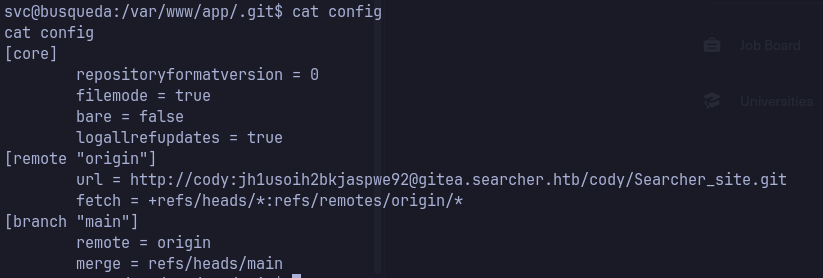 svc@busqueda:/var/www/app/.git$ cat config
cat config
[core]
        repositoryformatversion = 0
        filemode = true
        bare = false
        logallrefupdates = true
[remote "origin"]
        url = http://cody:jh1usoih2bkjaspwe92@gitea.searcher.htb/cody/Searcher_site.git
        fetch = +refs/heads/*:refs/remotes/origin/*
[branch "main"]
        remote = origin
        merge = refs/heads/main
Job Board
Universities